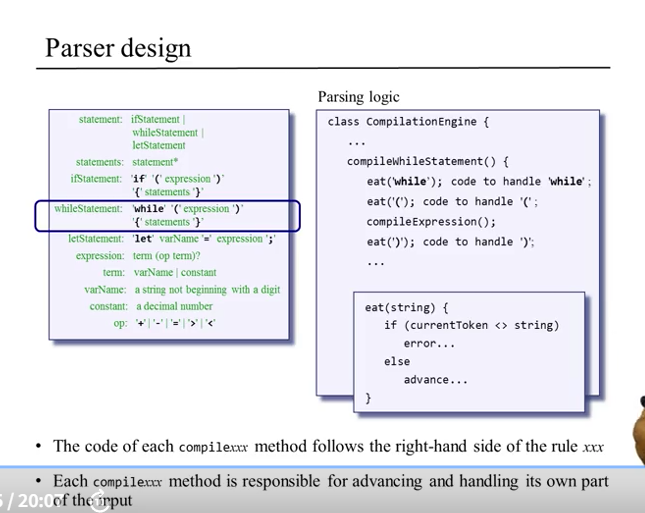 Parser design
statement: ifStatement |
whileStatement |
letStatement
statements: statement*
ifStatement: 'if' '(' expression ')'
'{' statements '}'
whileStatement: 'while' '(' expression ')'
'{' statements '}'
letStatement: 'let' varName '=' expression ';'
expression: term (op term)?
term: varName | constant
varName: a string not beginning with a digit
constant: a decimal number
op: '+' | '-' | '=' | '>' | '<'
Parsing logic
class CompilationEngine {
...
compileWhileStatement() {
eat('while'); code to handle 'while';
eat('('); code to handle '(';
compileExpression();
eat(')'); code to handle ')';
...
eat(string) {
if (currentToken <> string)
error...
else
advance...
}
• The code of each compilexxx method follows the right-hand side of the rule xxx
• Each compilexxx method is responsible for advancing and handling its own part
of the input
/ 20:07